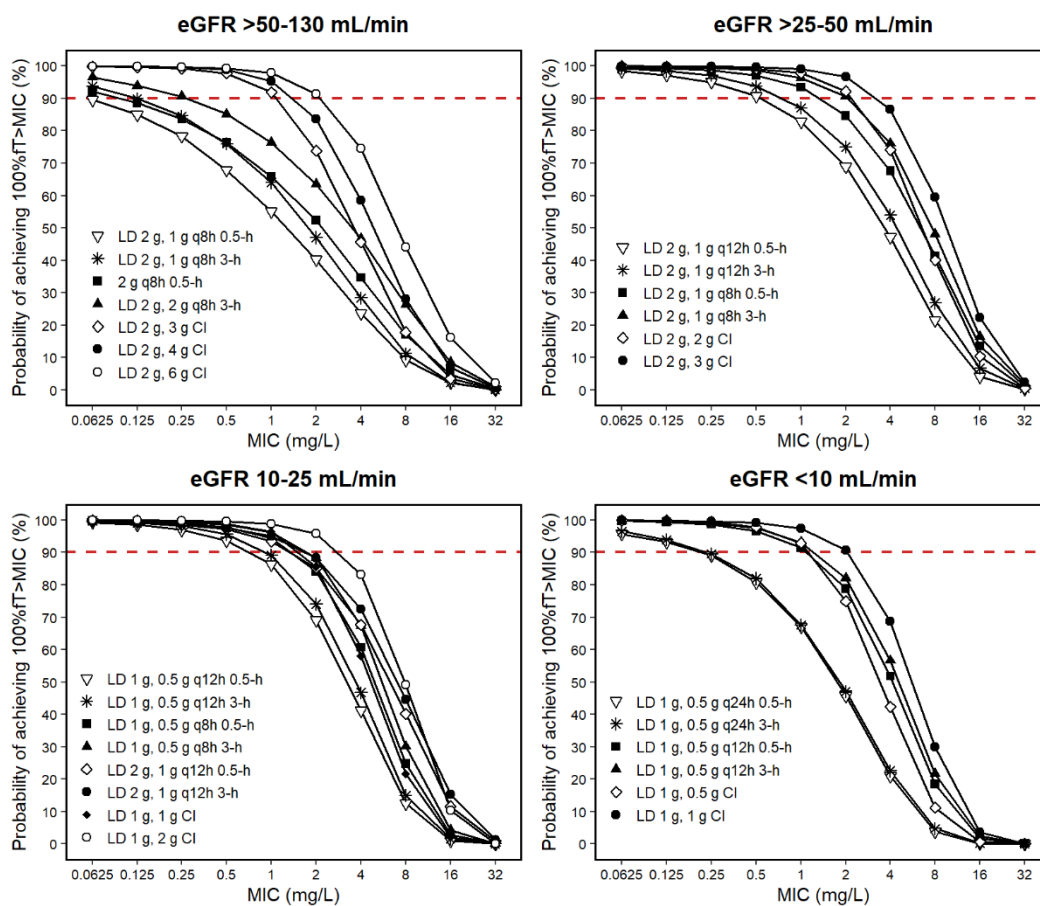 eGFR >50-130 mL/min
Probability of achieving 100%fT>MIC (%)
100
90
80
70
60
50
40
30
20
10
0
LD 2 g, 1 g q8h 0.5-h
LD 2 g, 1 g q8h 3-h
2 g q8h 0.5-h
LD 2 g, 2 g q8h 3-h
LD 2 g, 3 g CI
LD 2 g, 4 g CI
LD 2 g, 6 g CI
0.0625 0.125 0.25 0.5 1 2 4 8 16 32
MIC (mg/L)
eGFR >25-50 mL/min
Probability of achieving 100%fT>MIC (%)
100
90
80
70
60
50
40
30
20
10
0
LD 2 g, 1 g q12h 0.5-h
LD 2 g, 1 g q12h 3-h
LD 2 g, 1 g q8h 0.5-h
LD 2 g, 1 g q8h 3-h
LD 2 g, 2 g CI
LD 2 g, 3 g CI
0.0625 0.125 0.25 0.5 1 2 4 8 16 32
MIC (mg/L)
eGFR 10-25 mL/min
Probability of achieving 100%fT>MIC (%)
100
90
80
70
60
50
40
30
20
10
0
LD 1 g, 0.5 g q12h 0.5-h
LD 1 g, 0.5 g q12h 3-h
LD 1 g, 0.5 g q8h 0.5-h
LD 1 g, 0.5 g q8h 3-h
LD 2 g, 1 g q12h 0.5-h
LD 2 g, 1 g q12h 3-h
LD 1 g, 1 g CI
LD 1 g, 2 g CI
0.0625 0.125 0.25 0.5 1 2 4 8 16 32
MIC (mg/L)
eGFR <10 mL/min
Probability of achieving 100%fT>MIC (%)
100
90
80
70
60
50
40
30
20
10
0
LD 1 g, 0.5 g q24h 0.5-h
LD 1 g, 0.5 g q24h 3-h
LD 1 g, 0.5 g q12h 0.5-h
LD 1 g, 0.5 g q12h 3-h
LD 1 g, 0.5 g CI
LD 1 g, 1 g CI
0.0625 0.125 0.25 0.5 1 2 4 8 16 32
MIC (mg/L)